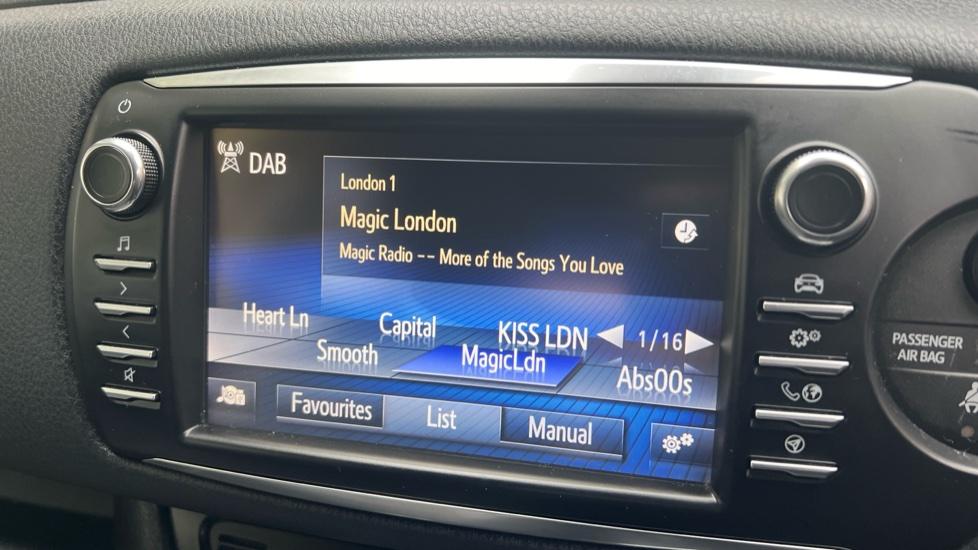 DAB
London 1
Magic London
Magic Radio -- More of the Songs You Love
Heart Ln Capital KISS LDN 1/16
Smooth MagicLdn Abs00s
Favourites List Manual
PASSENGER
AIR BAG